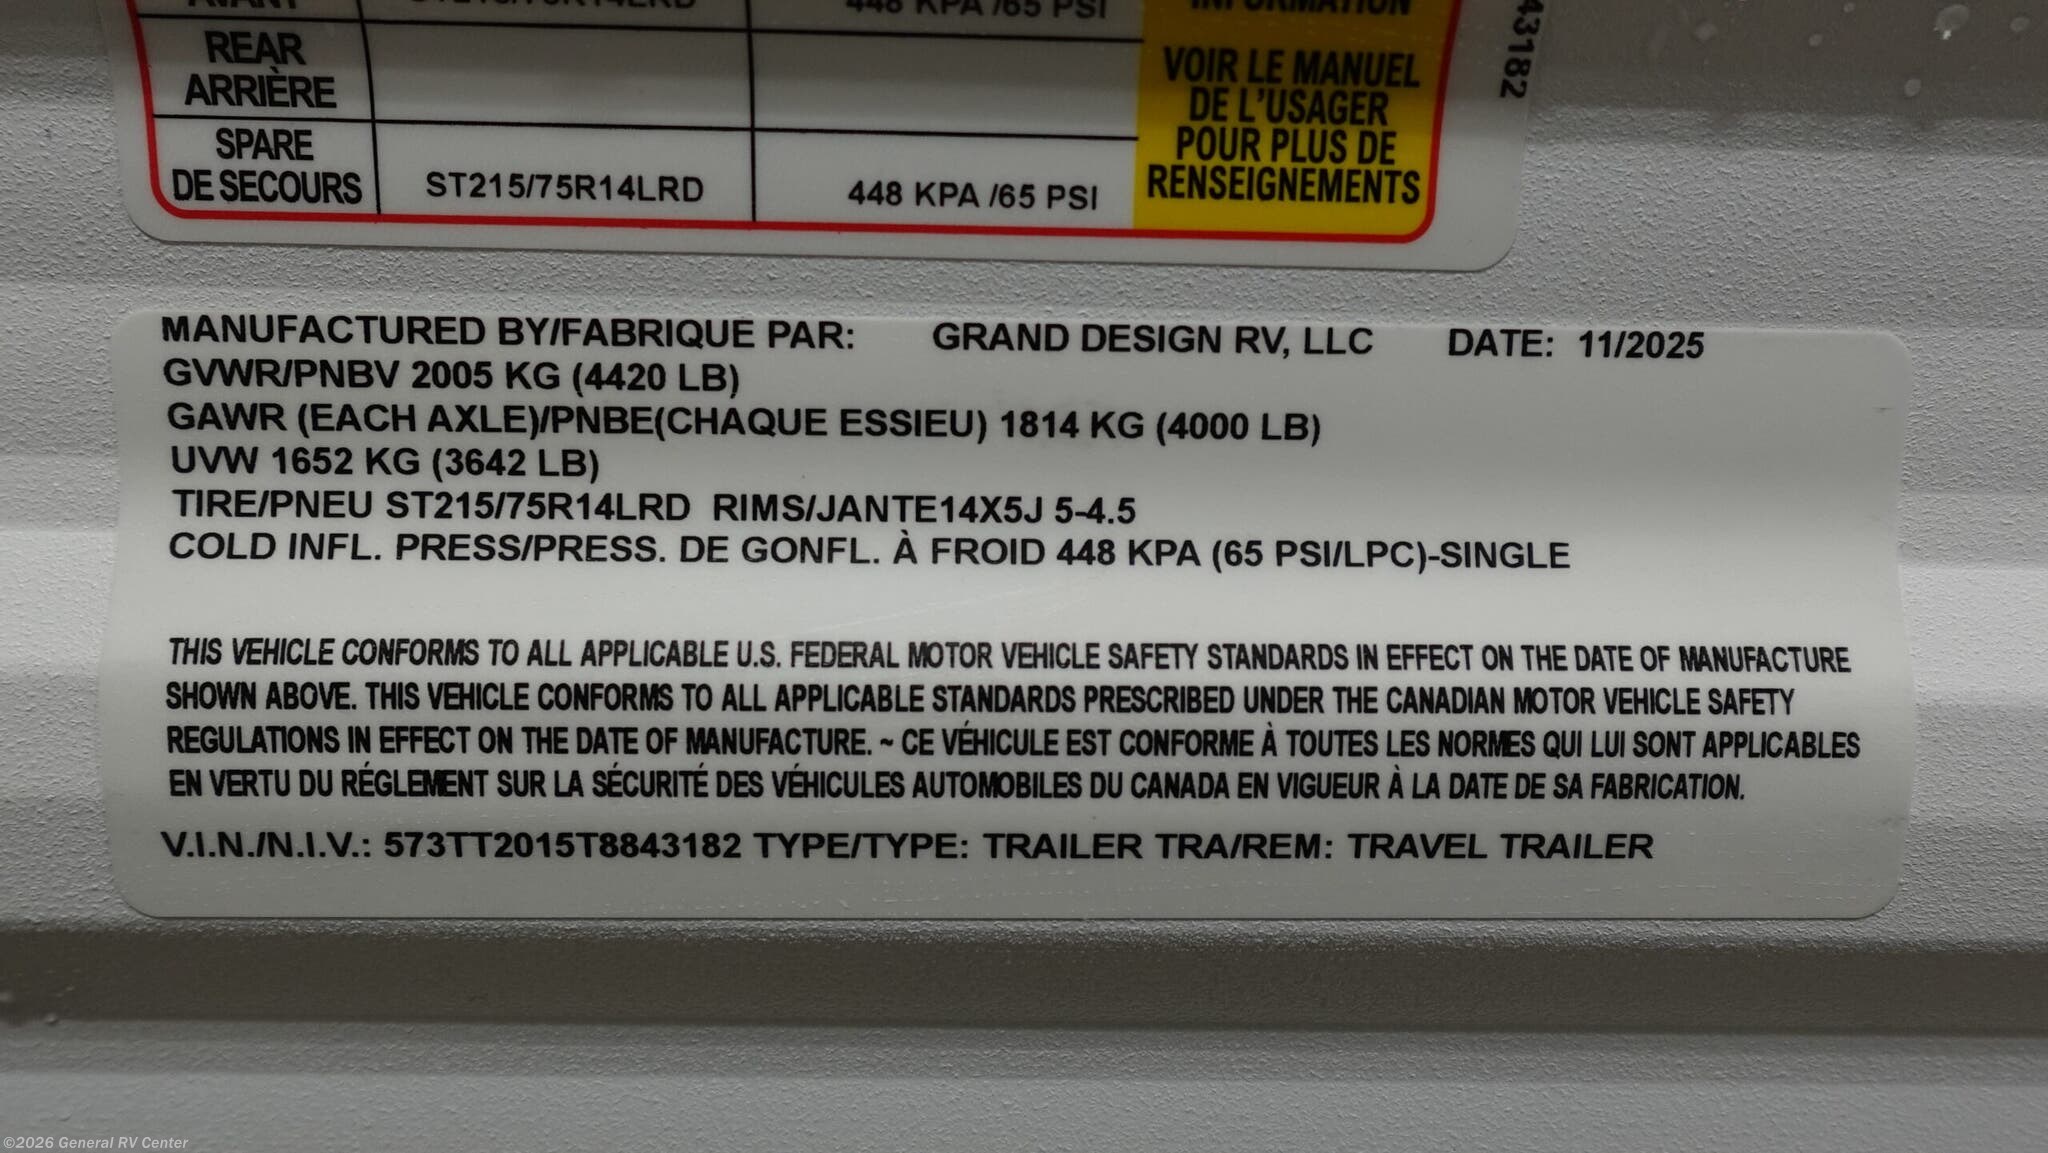 AVANT ST215/75R14LRD 448 KPA /65 PSI INFORMATION
REAR
ARRIÈRE
SPARE
DE SECOURS ST215/75R14LRD 448 KPA /65 PSI
VOIR LE MANUEL
DE L'USAGER
POUR PLUS DE
RENSEIGNEMENTS
43182
MANUFACTURED BY/FABRIQUE PAR: GRAND DESIGN RV, LLC DATE: 11/2025
GVWR/PNBV 2005 KG (4420 LB)
GAWR (EACH AXLE)/PNBE(CHAQUE ESSIEU) 1814 KG (4000 LB)
UVW 1652 KG (3642 LB)
TIRE/PNEU ST215/75R14LRD RIMS/JANTE14X5J 5-4.5
COLD INFL. PRESS/PRESS. DE GONFL. À FROID 448 KPA (65 PSI/LPC)-SINGLE
THIS VEHICLE CONFORMS TO ALL APPLICABLE U.S. FEDERAL MOTOR VEHICLE SAFETY STANDARDS IN EFFECT ON THE DATE OF MANUFACTURE
SHOWN ABOVE. THIS VEHICLE CONFORMS TO ALL APPLICABLE STANDARDS PRESCRIBED UNDER THE CANADIAN MOTOR VEHICLE SAFETY
REGULATIONS IN EFFECT ON THE DATE OF MANUFACTURE. ~ CE VÉHICULE EST CONFORME À TOUTES LES NORMES QUI LUI SONT APPLICABLES
EN VERTU DU RÉGLEMENT SUR LA SÉCURITÉ DES VÉHICULES AUTOMOBILES DU CANADA EN VIGUEUR À LA DATE DE SA FABRICATION.
V.I.N./N.I.V.: 573TT2015T8843182 TYPE/TYPE: TRAILER TRA/REM: TRAVEL TRAILER
©2026 General RV Center